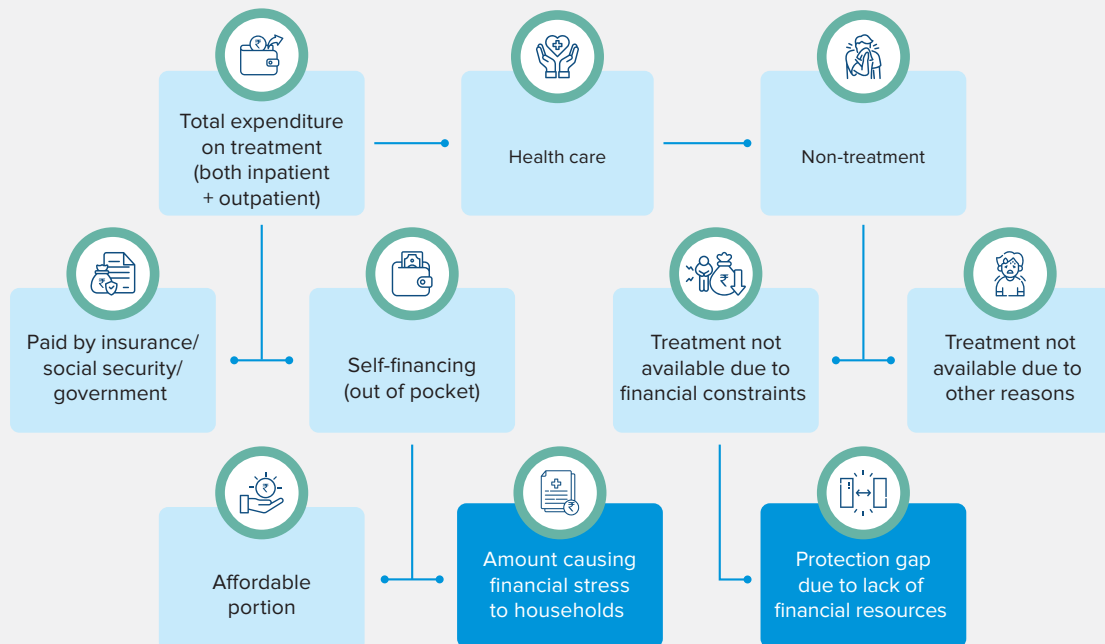 Total expenditure
on treatment
(both inpatient
+ outpatient)
Health care
Non-treatment
Paid by insurance/
social security/
government
Self-financing
(out of pocket)
Treatment not
available due to
financial constraints
Treatment not
available due to
other reasons
Affordable
portion
Amount causing
financial stress
to households
Protection gap
due to lack of
financial resources